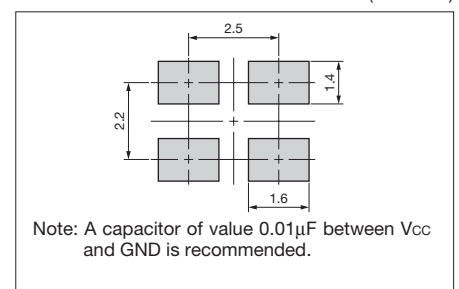 2.5
1.4
2.2
1.6
Note: A capacitor of value 0.01μF between Vcc
and GND is recommended.